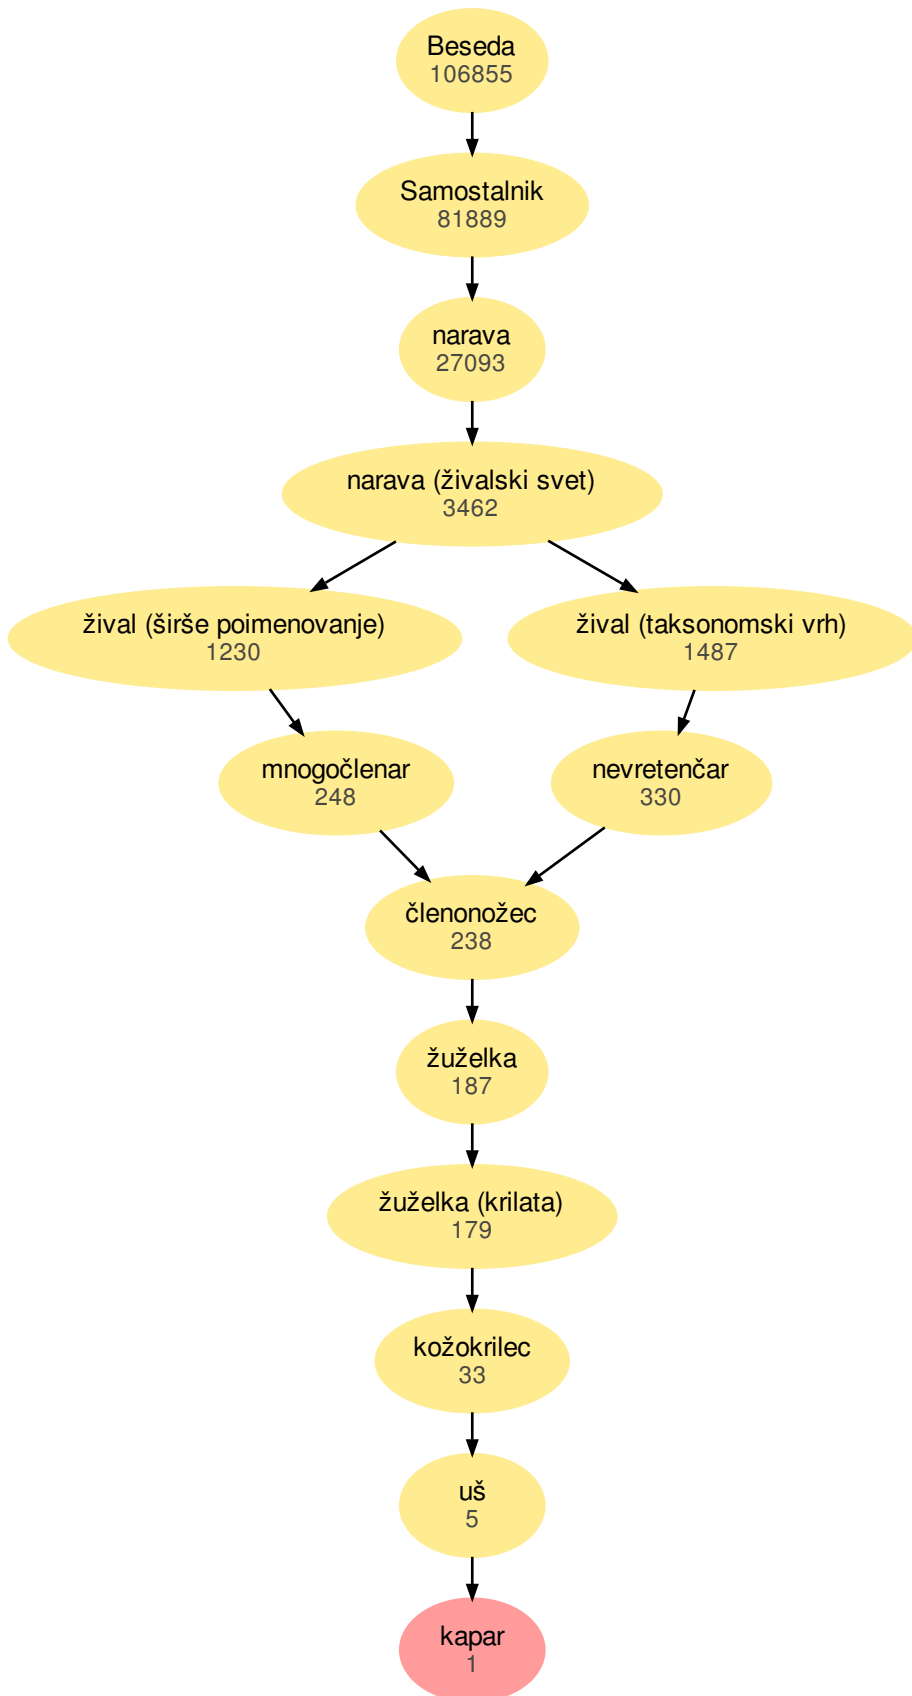 Beseda
106855
Samostalnik
81889
narava
27093
narava (živalski svet)
3462
žival (širše poimenovanje)
1230
žival (taksonomski vrh)
1487
mnogočlenar
248
nevretenčar
330
členonožec
238
žuželka
187
žuželka (krilata)
179
kožokrilec
33
uš
5
kapar
1